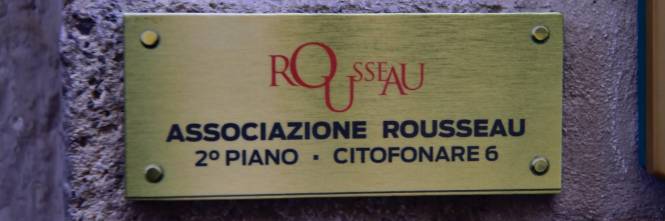 ROUSSEAU
ASSOCIAZIONE ROUSSEAU
2º PIANO · CITOFONARE 6